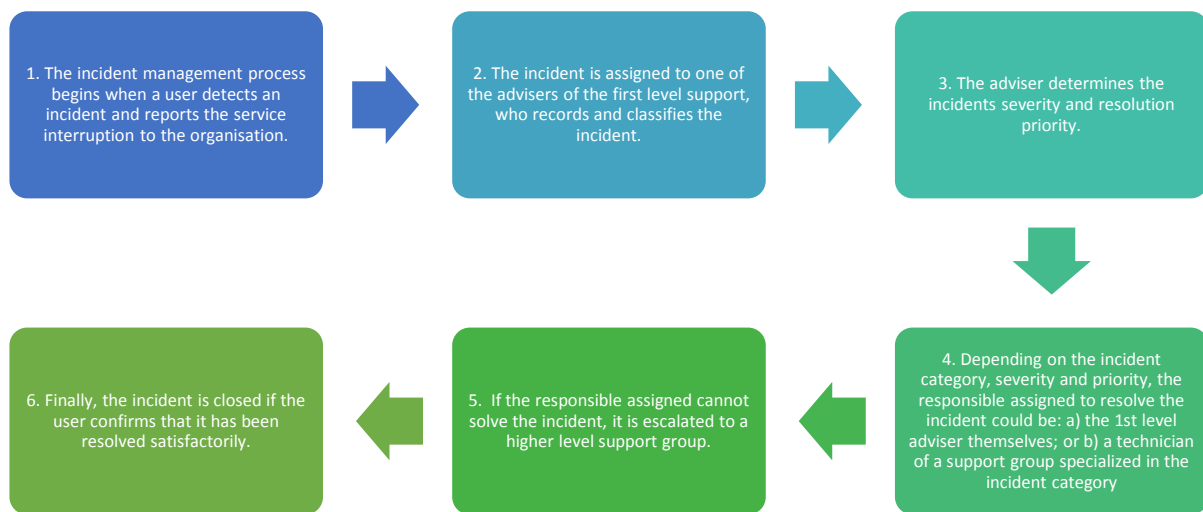 1. The incident management process
begins when a user detects an
incident and reports the service
interruption to the organisation.
2. The incident is assigned to one of
the advisers of the first level support,
who records and classifies the
incident.
3. The adviser determines the
incidents severity and resolution
priority.
4. Depending on the incident
category, severity and priority, the
responsible assigned to resolve the
incident could be: a) the 1st level
adviser themselves; or b) a technician
of a support group specialized in the
incident category
5. If the responsible assigned cannot
solve the incident, it is escalated to a
higher level support group.
6. Finally, the incident is closed if the
user confirms that it has been
resolved satisfactorily.